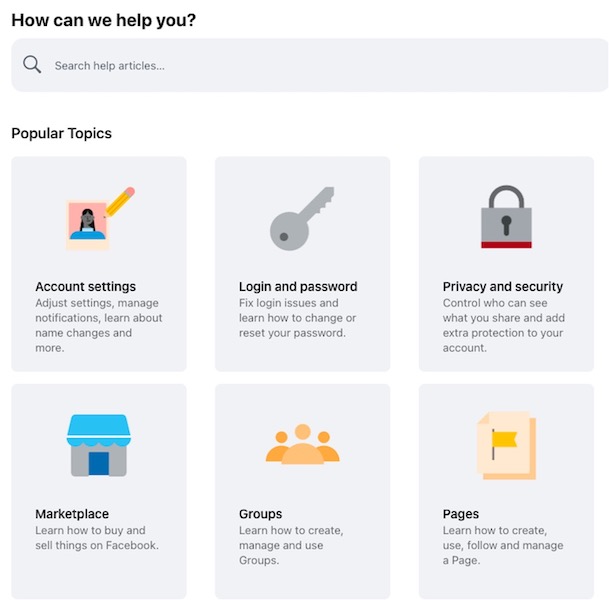 How can we help you?
Search help articles...
Popular Topics
Account settings
Adjust settings, manage
notifications, learn about
name changes and
more.
Login and password
Fix login issues and
learn how to change or
reset your password.
Privacy and security
Control who can see
what you share and add
extra protection to your
account.
Marketplace
Learn how to buy and
sell things on Facebook.
Groups
Learn how to create,
manage and use
Groups.
Pages
Learn how to create,
use, follow and manage
a Page.